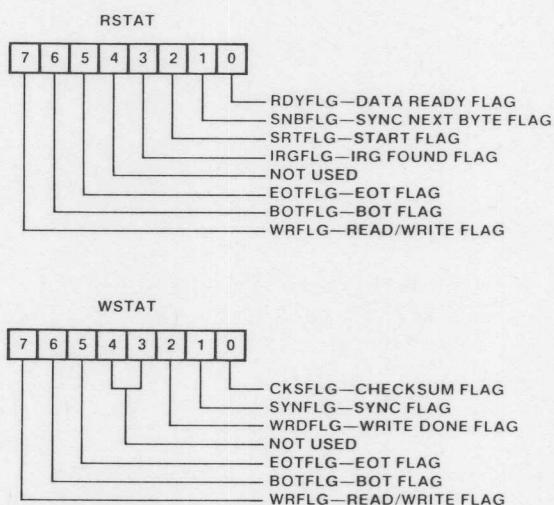 RSTAT
7 6 5 4 3 2 1 0
RDYFLG—DATA READY FLAG
SNBFLG—SYNC NEXT BYTE FLAG
SRTFLG—START FLAG
IRGFLG—IRG FOUND FLAG
NOT USED
EOTFLG—EOT FLAG
BOTFLG—BOT FLAG
WRFLG—READ/WRITE FLAG
WSTAT
7 6 5 4 3 2 1 0
CKSFLG—CHECKSUM FLAG
SYNFLG—SYNC FLAG
WRDFLG—WRITE DONE FLAG
NOT USED
EOTFLG—EOT FLAG
BOTFLG—BOT FLAG
WRFLG—READ/WRITE FLAG